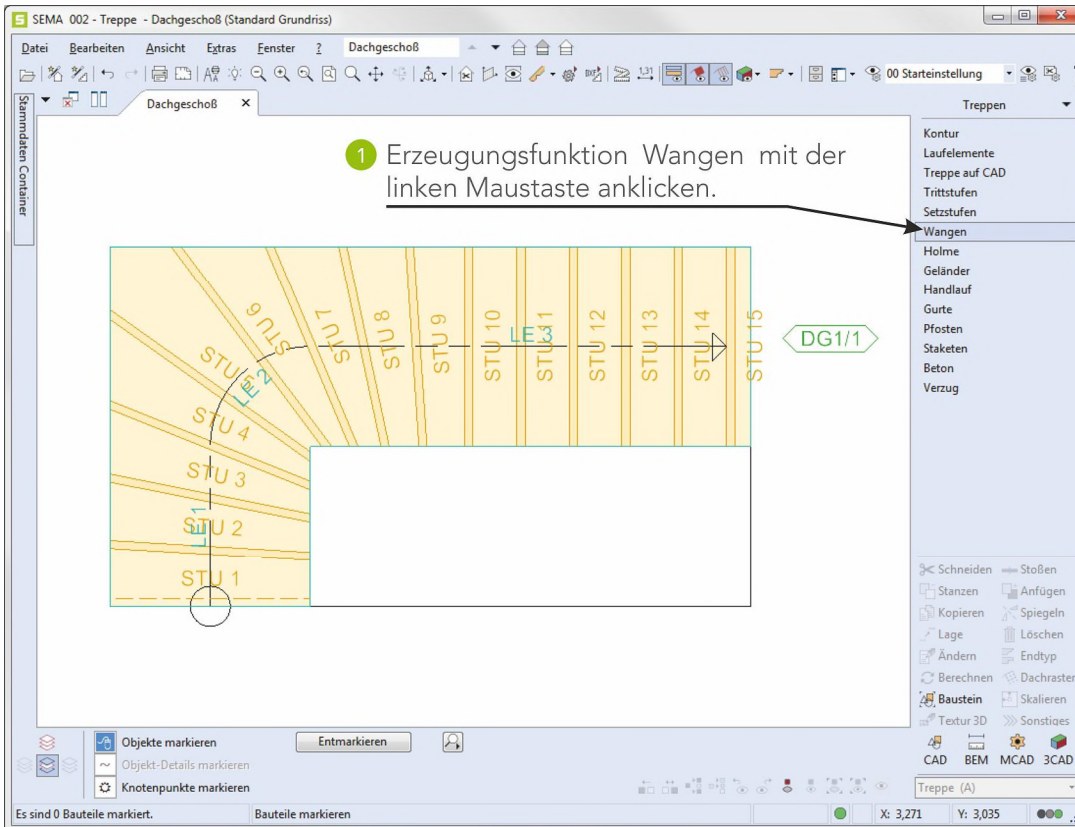 SEMA 002 - Treppe - Dachgeschoß (Standard Grundriss)
Datei Bearbeiten Ansicht Extras Fenster ? Dachgeschoß
00 Starteinstellung
Stammdaten Container
Dachgeschoß
Treppen
1 Erzeugungsfunktion Wangen mit der
linken Maustaste anklicken.
Kontur
Laufelemente
Treppe auf CAD
Trittstufen
Setzstufen
Wangen
Holme
Geländer
Handlauf
Gurte
Pfosten
Staketen
Beton
Verzug
STU 1
STU 2
STU 3
STU 4
STU 5
STU 6
STU 7
STU 8
STU 9
STU 10
STU 11
STU 12
STU 13
STU 14
STU 15
LE 1
LE 2
LE 3
DG1/1
Schneiden Stoßen
Stanzen Anfügen
Kopieren Spiegeln
Lage Löschen
Ändern Endtyp
Berechnen Dachraster
Baustein Skalieren
Textur 3D Sonstiges
CAD BEM MCAD 3CAD
Objekte markieren Entmarkieren
Objekt-Details markieren
Knotenpunkte markieren
Treppe (A)
Es sind 0 Bauteile markiert. Bauteile markieren X: 3,271 Y: 3,035